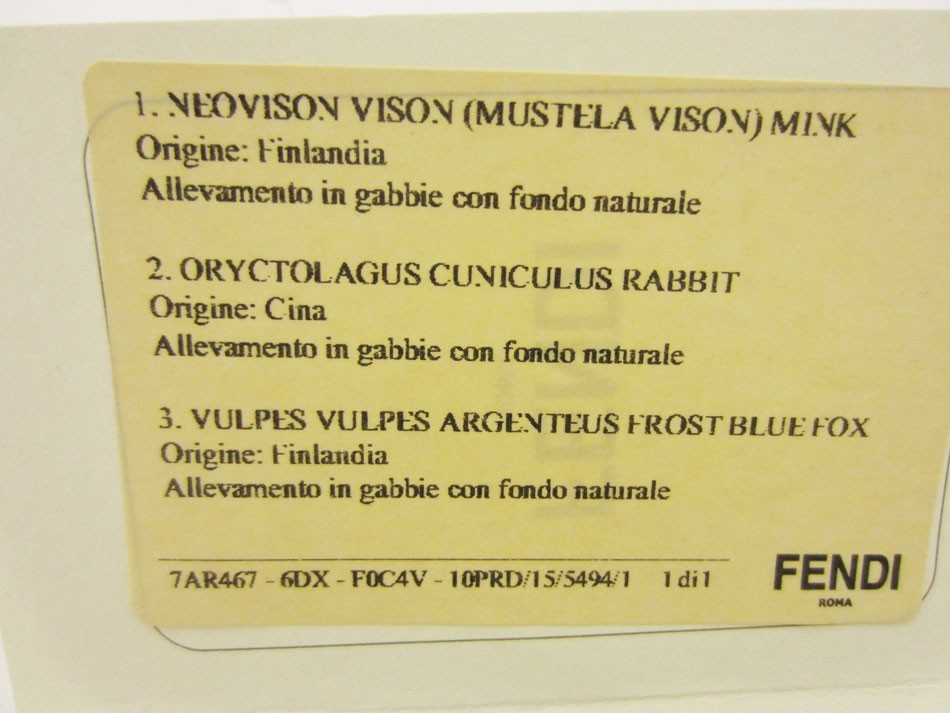 1. NEOVISON VISON (MUSTELA VISON) MINK
Origine: Finlandia
Allevamento in gabbie con fondo naturale
2. ORYCTOLAGUS CUNICULUS RABBIT
Origine: Cina
Allevamento in gabbie con fondo naturale
3. VULPES VULPES ARGENTEUS FROST BLUE FOX
Origine: Finlandia
Allevamento in gabbie con fondo naturale
7AR467 - 6DX - F0C4V - 10PRD/15/5494/1 1 di 1
FENDI
ROMA